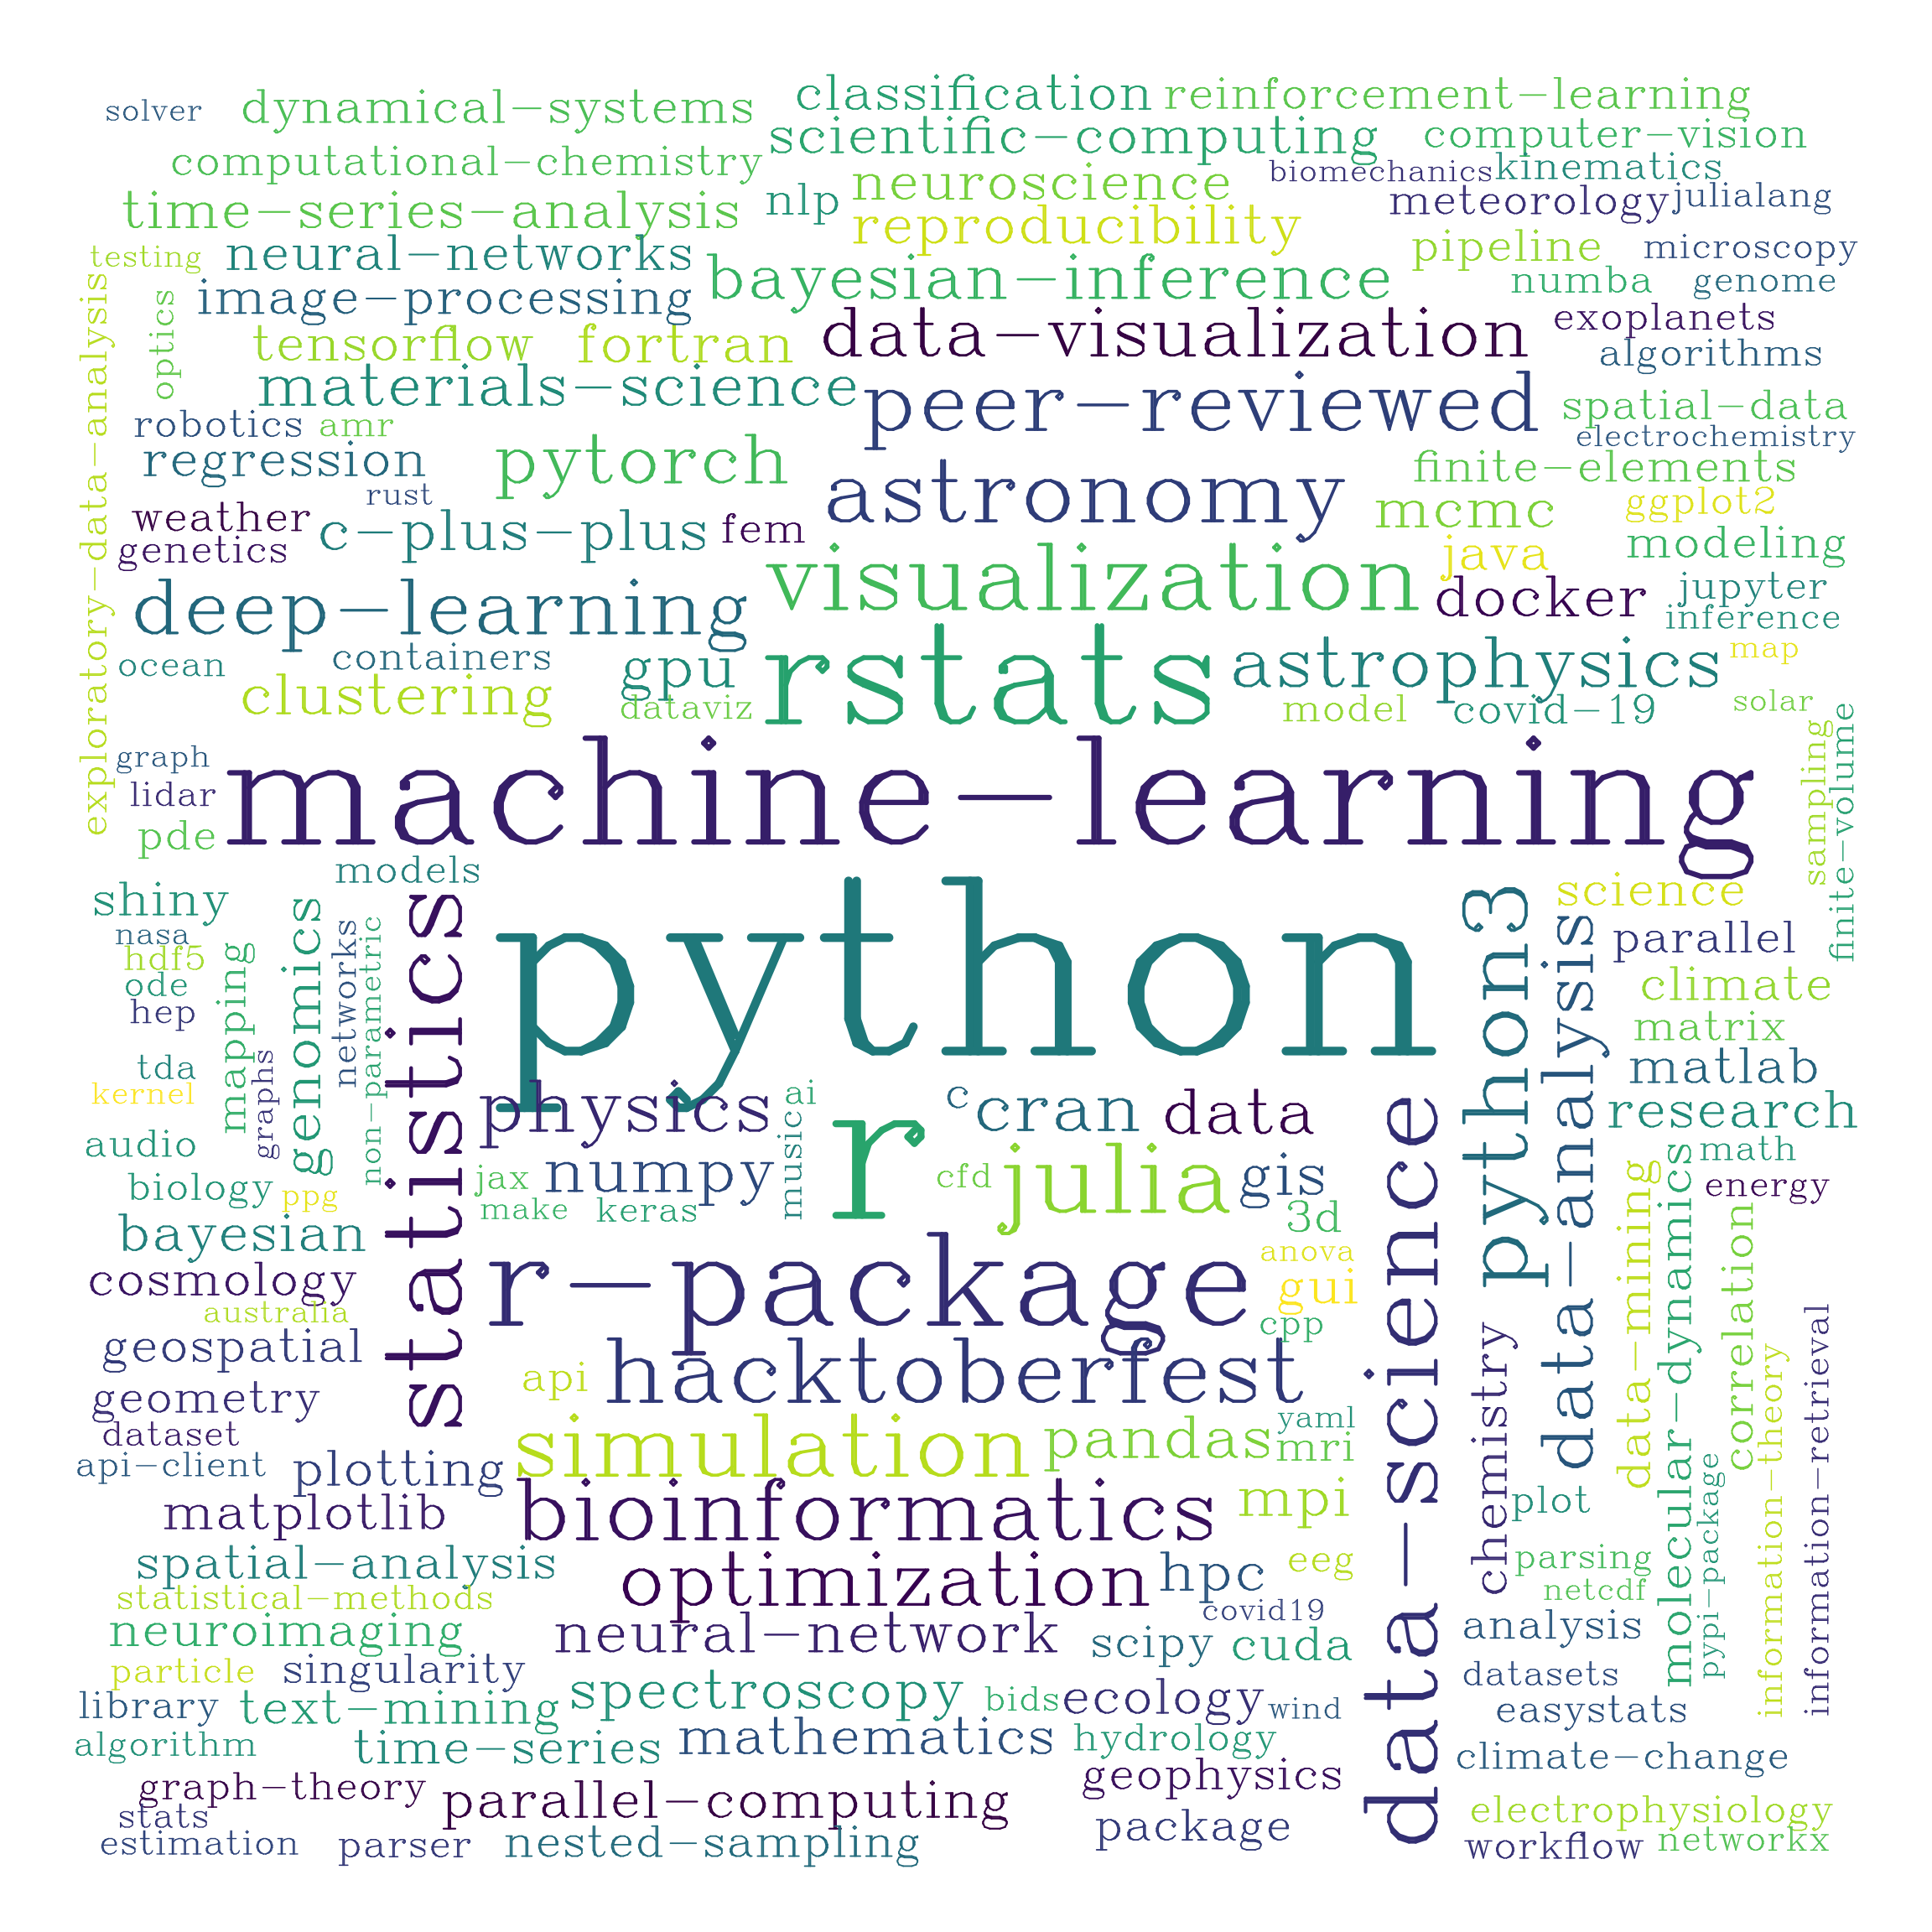 solver
dynamical-systems
classification
reinforcement-learning
computational-chemistry
scientific-computing
computer-vision
time-series-analysis
nlp
neuroscience
biomechanics
kinematics
reproducibility
meteorology
julialang
testing
neural-networks
bayesian-inference
pipeline
microscopy
exploratory-data-analysis
optics
image-processing
numba
genome
tensorflow
fortran
data-visualization
exoplanets
algorithms
materials-science
peer-reviewed
spatial-data
robotics
amr
electrochemistry
regression
pytorch
astronomy
finite-elements
rust
mcmc
ggplot2
weather
c-plus-plus
fem
genetics
visualization
java
modeling
deep-learning
docker
jupyter
inference
ocean
containers
gpu
rstats
astrophysics
map
clustering
dataviz
model
covid-19
solar
graph
machine-learning
sampling
finite-volume
lidar
pde
models
shiny
genomics
statistics
python
python3
data-analysis
science
nasa
networks
non-parametric
parallel
hdf5
mapping
ode
climate
hep
matrix
tda
graphs
matlab
kernel
physics
ai
r
c
cran
data
research
audio
music
data-science
math
biology
ppg
jax
numpy
cfd
julia
gis
data-mining
molecular-dynamics
energy
make
keras
3d
correlation
bayesian
r-package
anova
cosmology
gui
australia
cpp
chemistry
information-theory
information-retrieval
geospatial
api
hacktoberfest
geometry
dataset
simulation
pandas
yaml
mri
api-client
plotting
pypi-package
matplotlib
bioinformatics
mpi
plot
spatial-analysis
optimization
hpc
eeg
parsing
statistical-methods
covid19
netcdf
neuroimaging
neural-network
scipy
cuda
analysis
particle
singularity
datasets
library
text-mining
spectroscopy
bids
ecology
wind
easystats
algorithm
time-series
mathematics
hydrology
climate-change
graph-theory
parallel-computing
geophysics
stats
package
electrophysiology
estimation
parser
nested-sampling
workflow
networkx